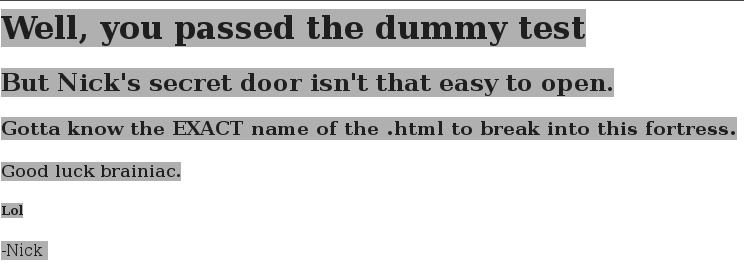 Well, you passed the dummy test
But Nick's secret door isn't that easy to open.
Gotta know the EXACT name of the .html to break into this fortress.
Good luck brainiac.
Lol
-Nick